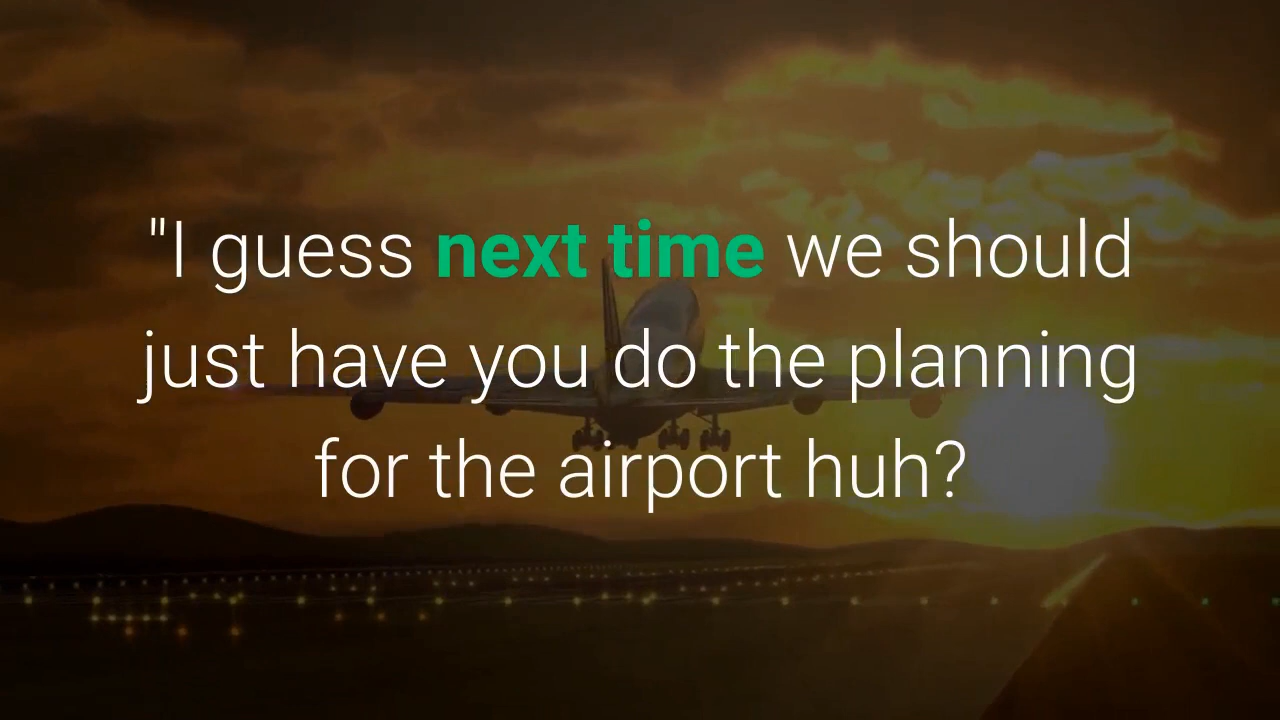 "I guess next time we should
just have you do the planning
for the airport huh?